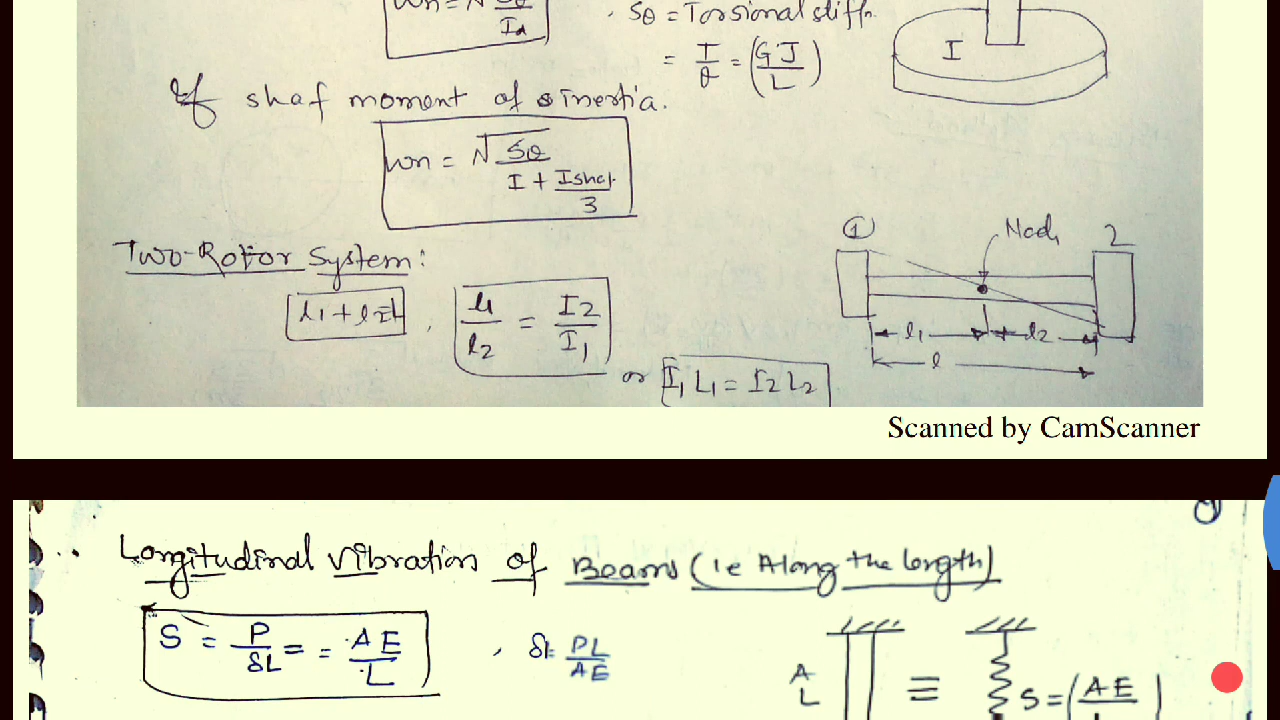 ωn = √ Sθ / Id , Sθ = Torsional stiffn.
= T/θ = (GJ/L) I
If shaf moment of inertia.
ωn = √ Sθ / I + Ishaf/3
Two-Rotor System:
l1 + l2 = L , l1/l2 = I2/I1
or I1 L1 = I2 L2
1 Nod 2
l1 l2
l
Scanned by CamScanner
Longitudinal Vibration of Beams (ie Along the length)
S = P/δL = = AE/L , δL = PL/AE
A
L ≡ S = (AE/L)